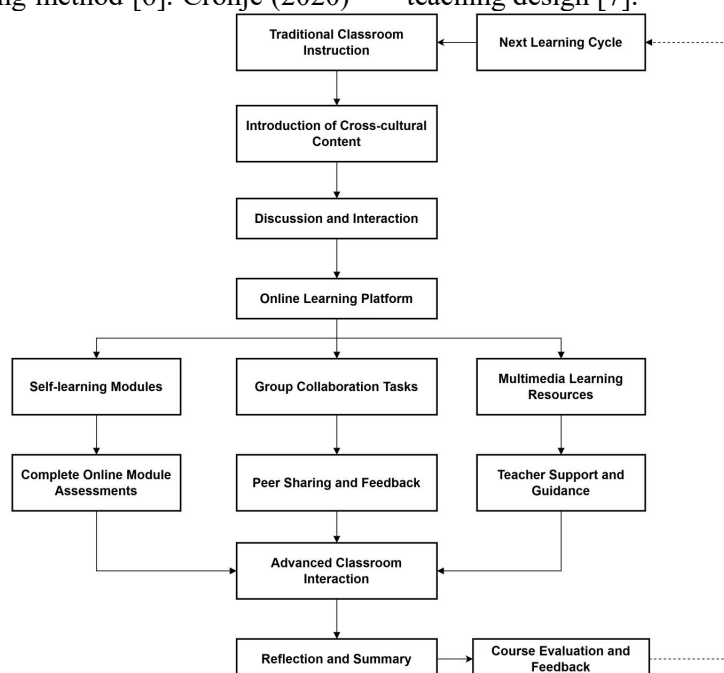 ng method [6]. Cronje (2020)
teaching design [7].
Traditional Classroom
Instruction
Next Learning Cycle
Introduction of Cross-cultural
Content
Discussion and Interaction
Online Learning Platform
Self-learning Modules
Group Collaboration Tasks
Multimedia Learning
Resources
Complete Online Module
Assessments
Peer Sharing and Feedback
Teacher Support and
Guidance
Advanced Classroom
Interaction
Reflection and Summary
Course Evaluation and
Feedback